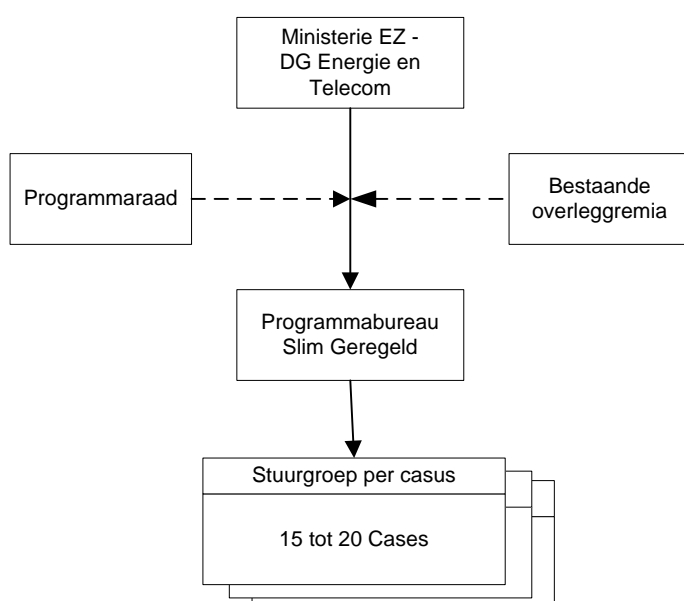 Ministerie EZ -
DG Energie en
Telecom
Programmaraad
Bestaande
overleggremia
Programmabureau
Slim Geregeld
Stuurgroep per casus
15 tot 20 Cases